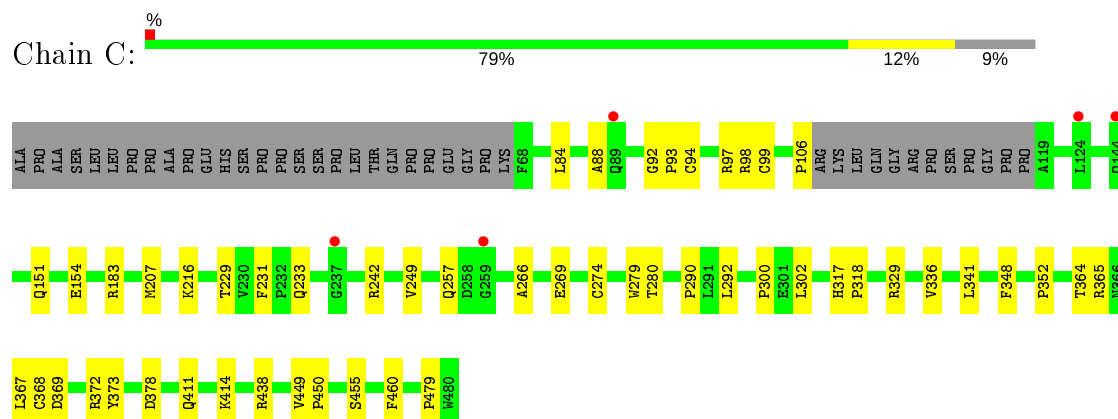 %
Chain C:
79% 12% 9%
ALA PRO ALA SER LEU LEU PRO PRO ALA PRO GLU HIS SER PRO PRO SER SER PRO LEU THR GLN PRO PRO GLU GLY PRO LYS F68 L84 A88 Q89 G92 P93 C94 R97 R98 C99 P106 ARG LYS LEU GLN GLY ARG PRO SER PRO GLY PRO PRO A119 L124
Q151 E154 R183 M207 K216 T229 V230 F231 P232 Q233 G237 R242 V249 Q257 D258 G259 A266 E269 C274 W279 T280 P290 L291 L292 P300 E301 L302 H317 P318 R329 V336 L341 F348 P352 T364 R365 N366
L367 C368 D369 R372 Y373 D378 Q411 K414 R438 V449 P450 S455 F460 P479 W480